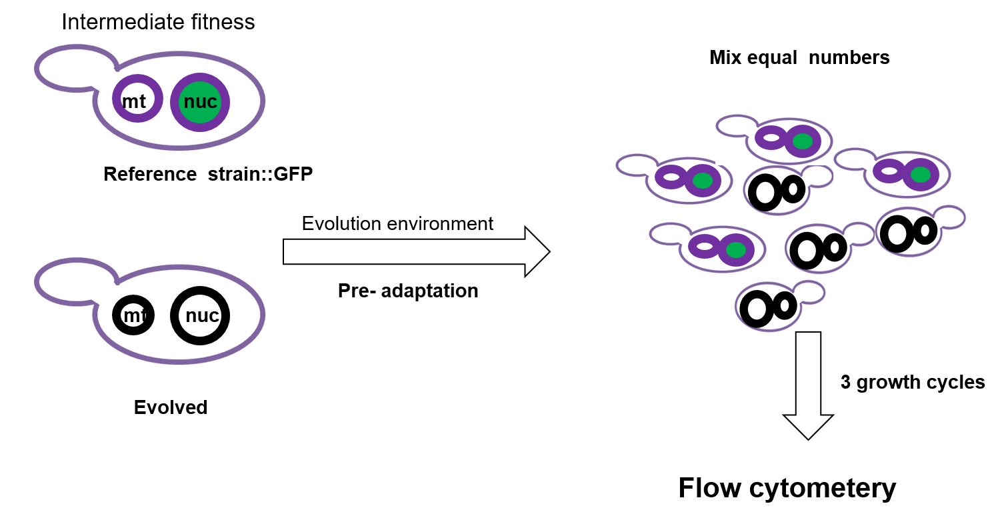 Intermediate fitness
mt
nuc
Reference strain::GFP
Evolution environment
Pre- adaptation
mt
nuc
Evolved
Mix equal numbers
3 growth cycles
Flow cytometery